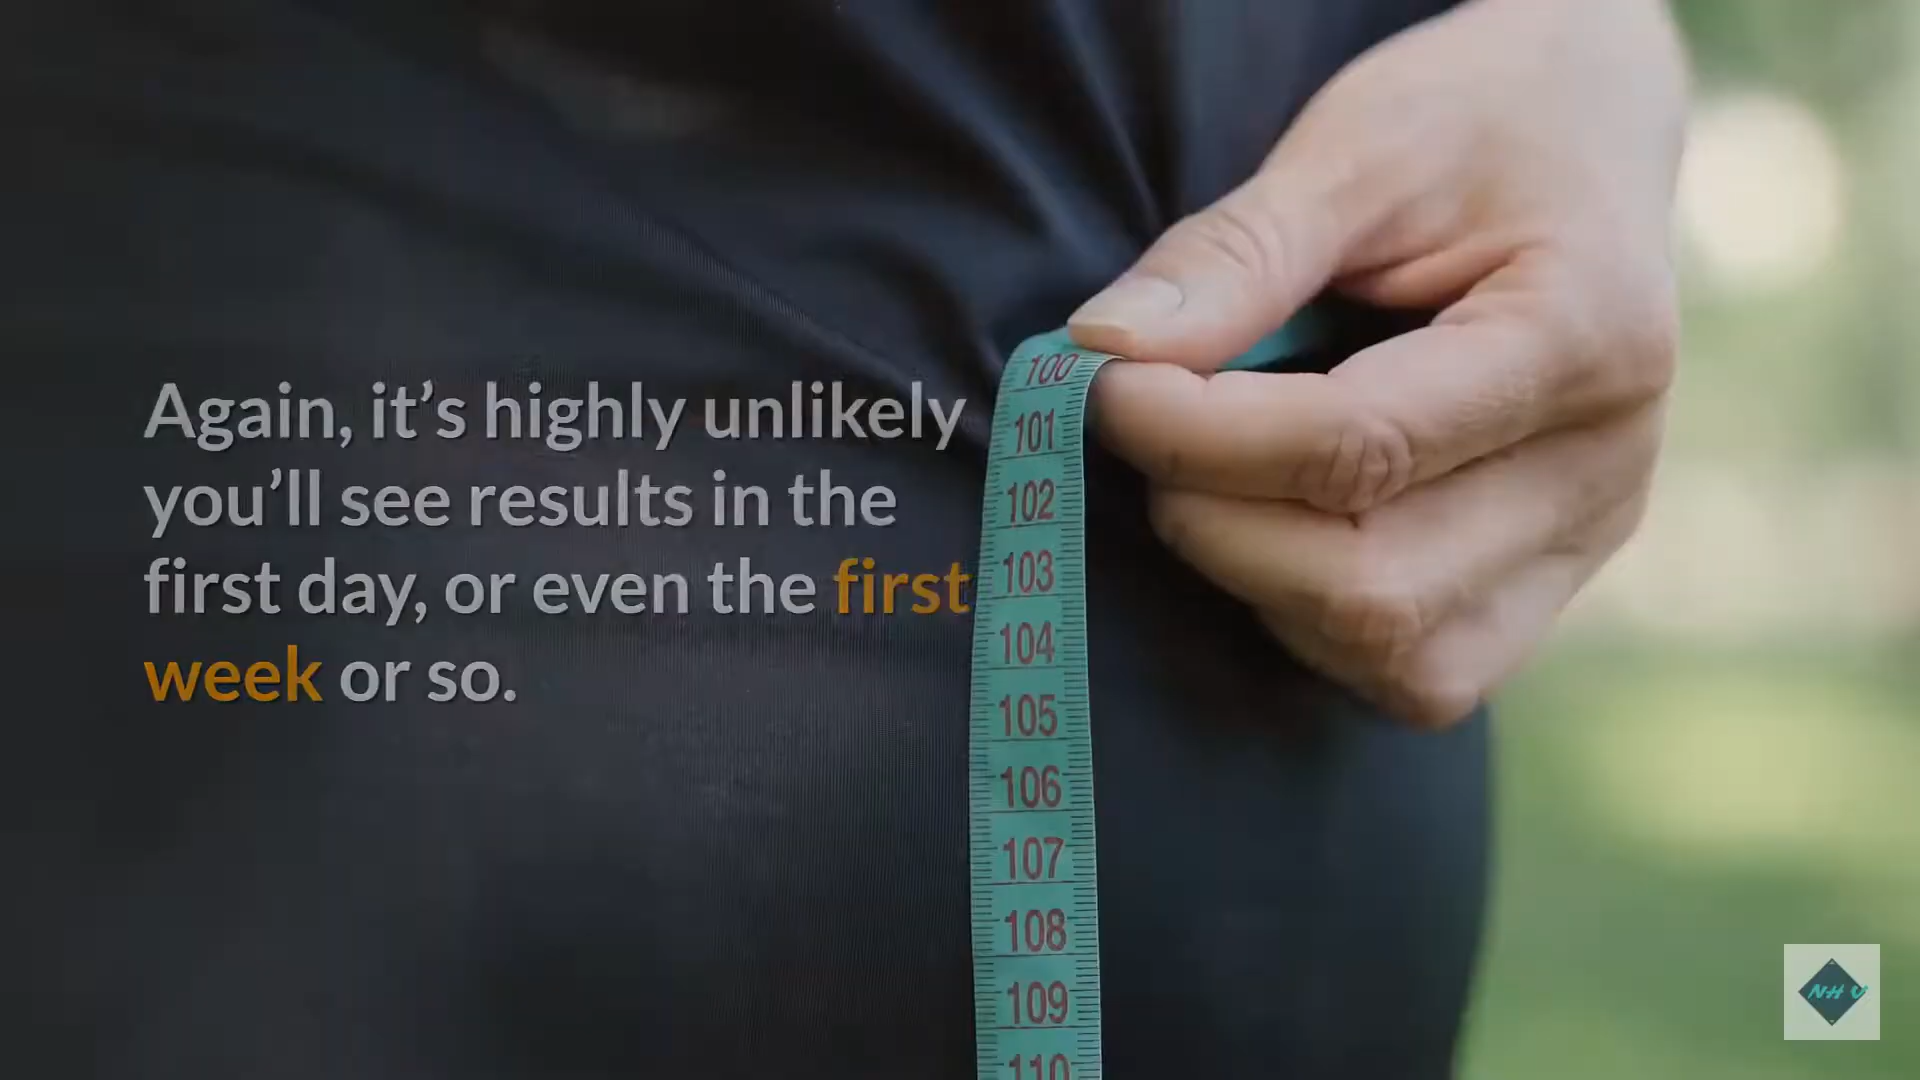 Again, it’s highly unlikely
you’ll see results in the
first day, or even the first
week or so.
100
101
102
103
104
105
106
107
108
109
110
NH U